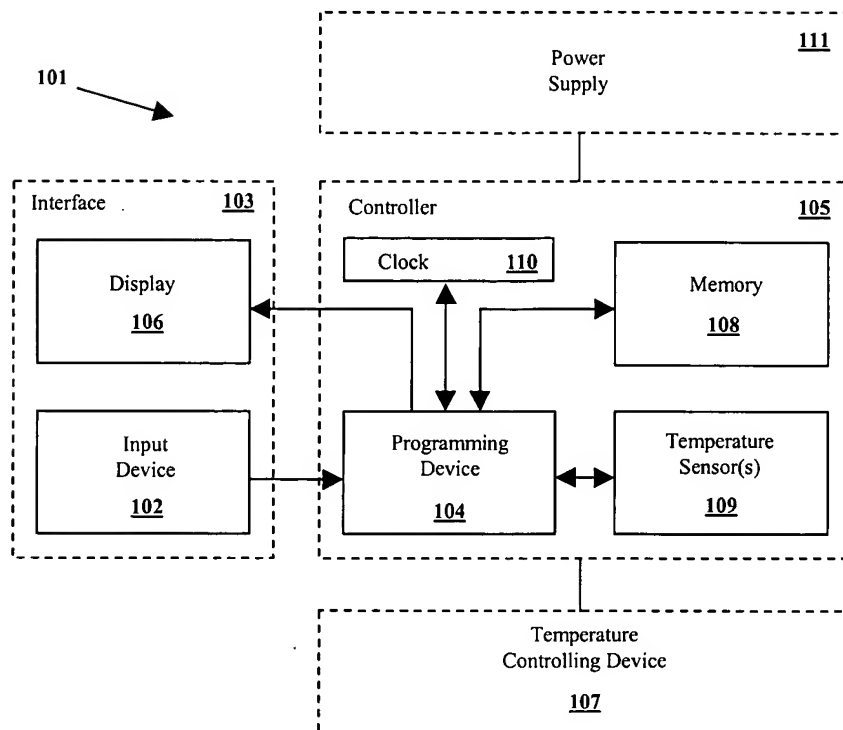 111
Power
Supply
101
Interface
103
Controller
105
Display
106
Clock
110
Memory
108
Input
Device
102
Programming
Device
104
Temperature
Sensor(s)
109
Temperature
Controlling Device
107